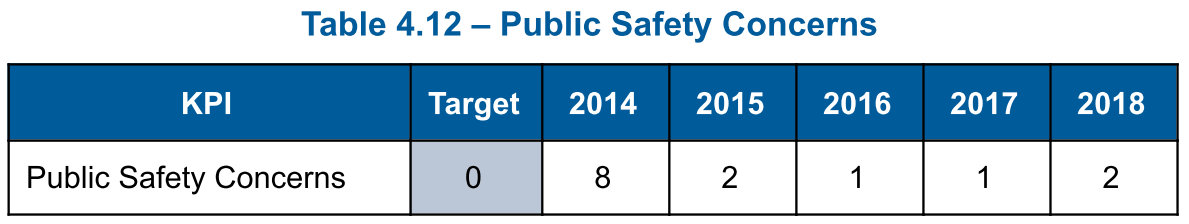 Table 4.12 – Public Safety Concerns
KPI Target 2014 2015 2016 2017 2018
Public Safety Concerns 0 8 2 1 1 2